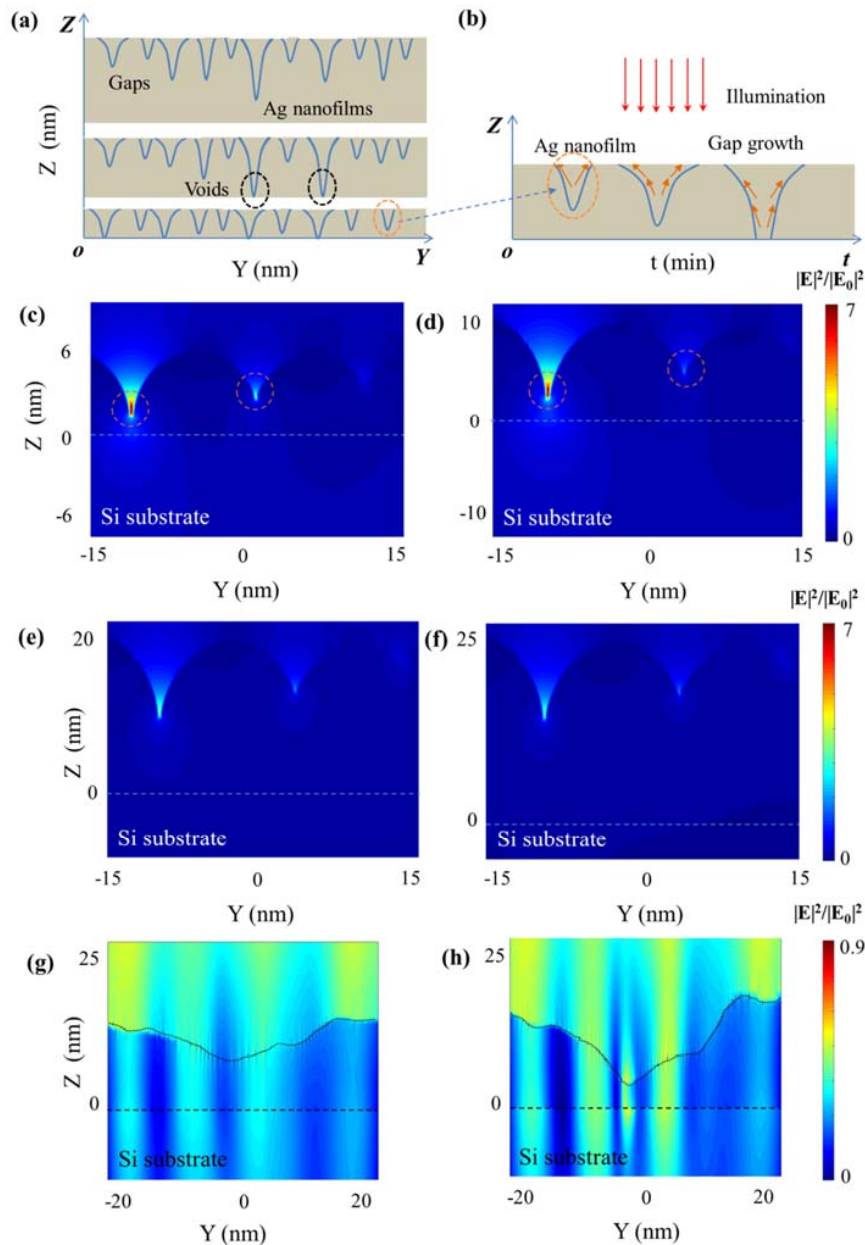 (a)
Z
Gaps
Ag nanofilms
Z (nm)
Voids
o
Y (nm)
Y
(b)
Illumination
Z
Ag nanofilm
Gap growth
o
t (min)
t
|E|²/|E₀|²
(c)
6
Z (nm)
0
-6
Si substrate
-15
0
15
Y (nm)
(d)
10
0
-10
Si substrate
-15
0
15
Y (nm)
7
0
|E|²/|E₀|²
(e)
20
Z (nm)
0
Si substrate
-15
0
15
Y (nm)
(f)
25
0
Si substrate
-15
0
15
Y (nm)
7
0
|E|²/|E₀|²
(g)
25
Z (nm)
0
Si substrate
-20
0
20
Y (nm)
(h)
25
0
Si substrate
-20
0
20
Y (nm)
0.9
0